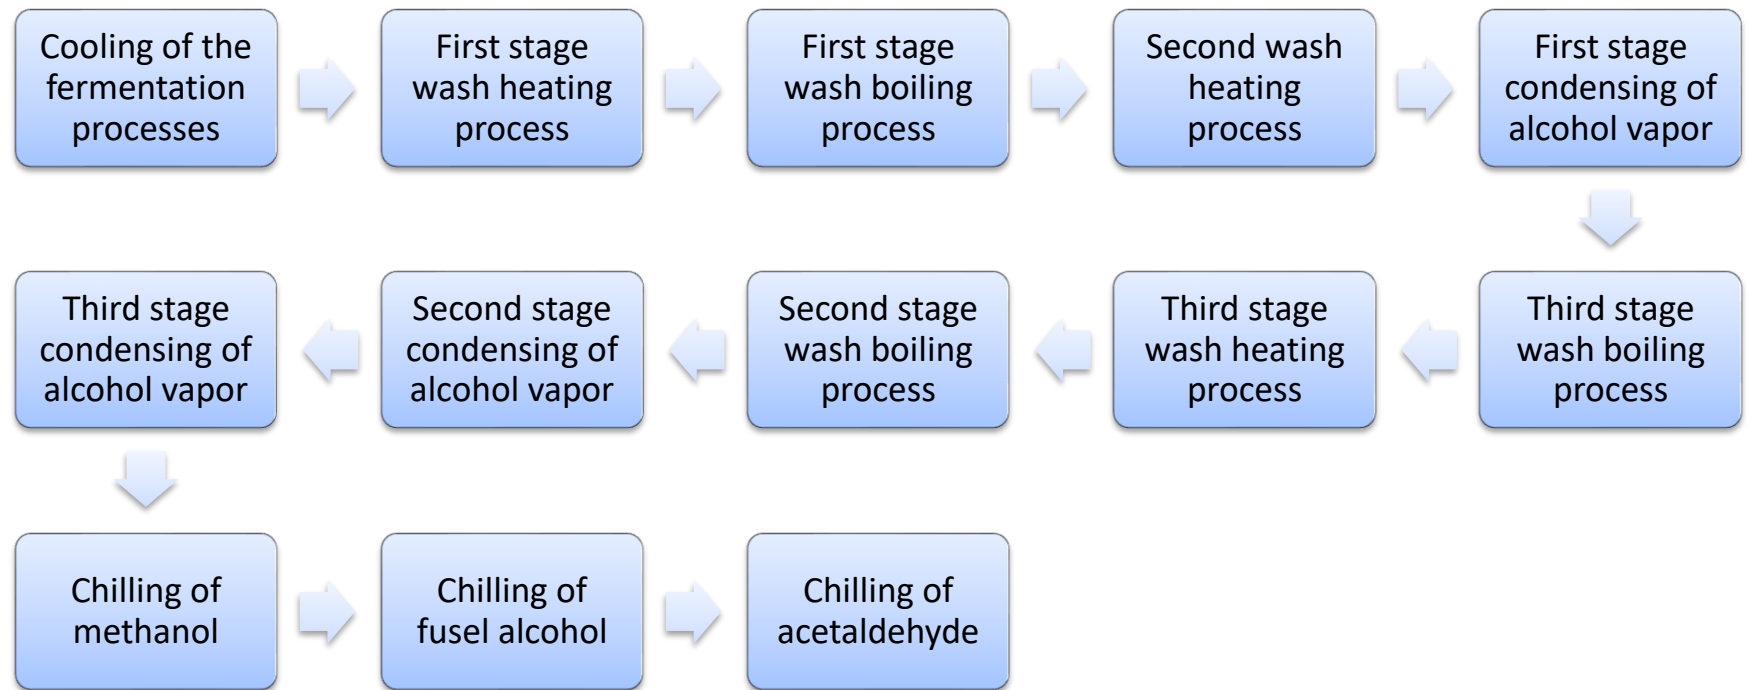 Cooling of the
fermentation
processes
First stage
wash heating
process
First stage
wash boiling
process
Second wash
heating
process
First stage
condensing of
alcohol vapor
Third stage
wash boiling
process
Third stage
wash heating
process
Second stage
wash boiling
process
Second stage
condensing of
alcohol vapor
Third stage
condensing of
alcohol vapor
Chilling of
methanol
Chilling of
fusel alcohol
Chilling of
acetaldehyde